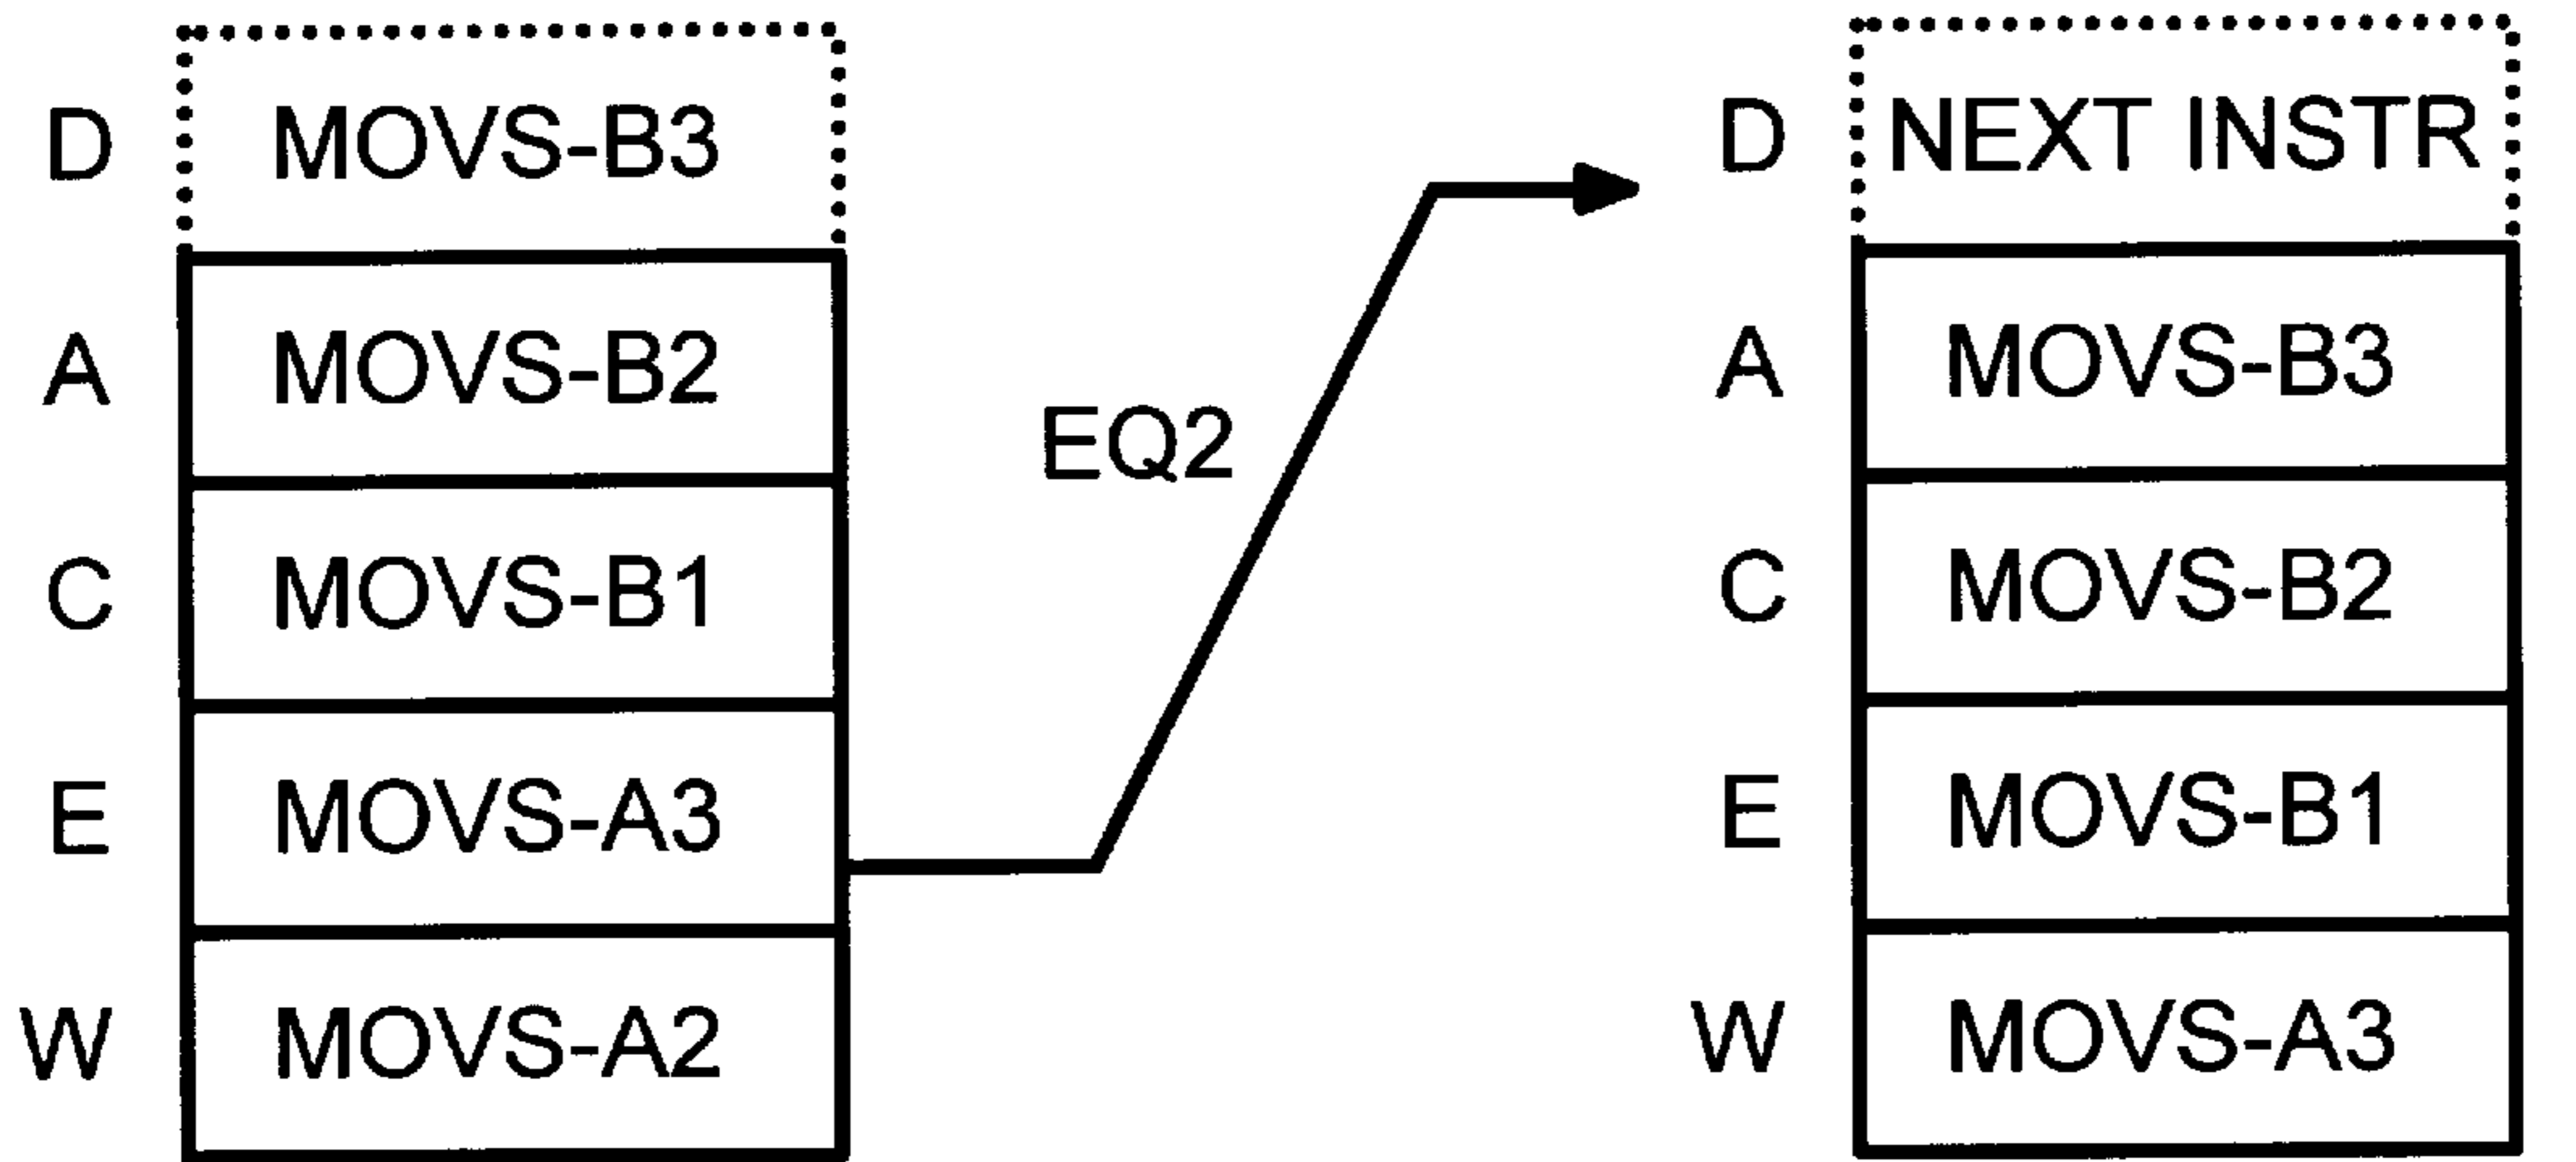 D MOVS-B3
A MOVS-B2
C MOVS-B1
E MOVS-A3
W MOVS-A2
EQ2
D NEXT INSTR
A MOVS-B3
C MOVS-B2
E MOVS-B1
W MOVS-A3